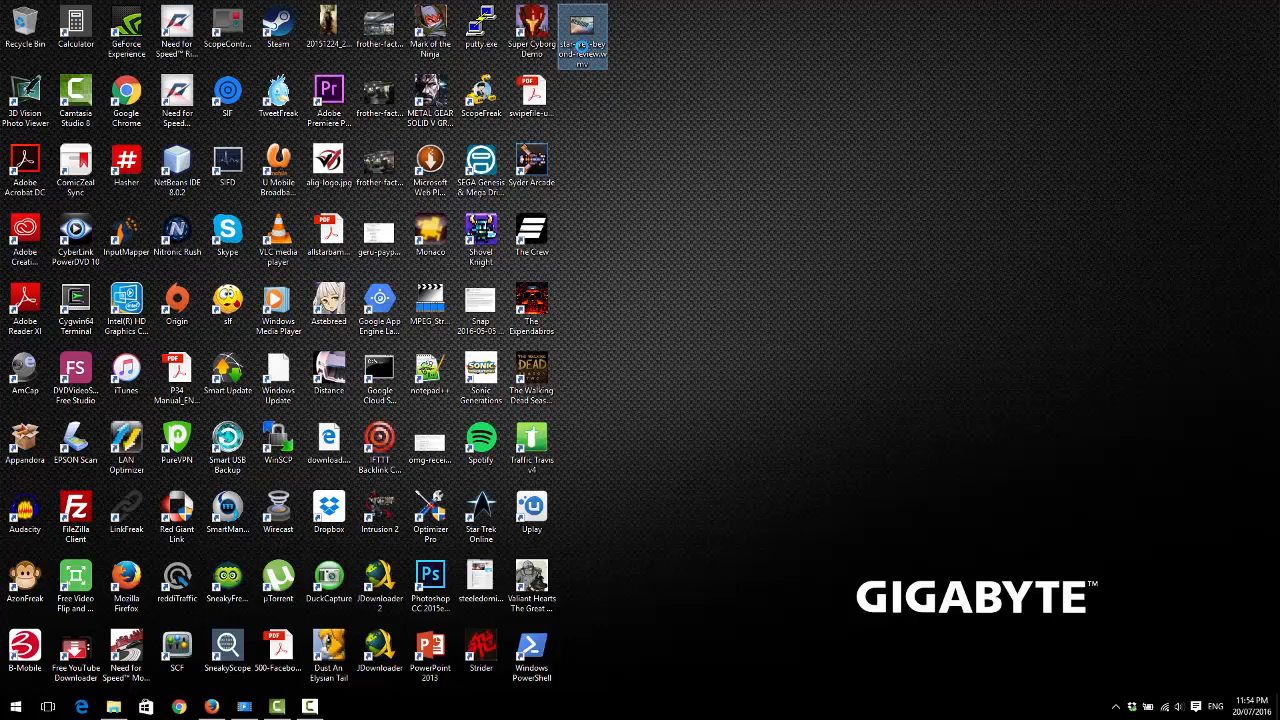 Recycle Bin
Calculator
GeForce Experience
Need for Speed™ Ri...
ScopeContr...
Steam
20151224_2...
frother-fact...
Mark of the Ninja
putty.exe
Super Cyborg Demo
3D Vision Photo Viewer
Camtasia Studio 8
Google Chrome
Need for Speed...
SIF
TweetFreak
Adobe Premiere P...
frother-fact...
METAL GEAR SOLID V GR...
ScopeFreak
swipefile-u...
Adobe Acrobat DC
ComicZeal Sync
Hasher
NetBeans IDE 8.0.2
SIFD
U Mobile Broadba...
alig-logo.jpg
frother-fact...
Microsoft Web Pl...
SEGA Genesis & Mega Dri...
Syder Arcade
Adobe Creati...
CyberLink PowerDVD 10
InputMapper
Nitronic Rush
Skype
VLC media player
allstarbam...
geru-payp...
Monaco
Shovel Knight
The Crew
Adobe Reader XI
Cygwin64 Terminal
Intel(R) HD Graphics C...
Origin
slf
Windows Media Player
Astebreed
Google App Engine La...
MPEG Str...
Snap 2016-05-05...
The Expendabros
AmCap
DVDVideoS... Free Studio
iTunes
P34 Manual_EN...
Smart Update
Windows Update
Distance
Google Cloud S...
notepad++
Sonic Generations
The Walking Dead Seas...
Appandora
EPSON Scan
LAN Optimizer
PureVPN
Smart USB Backup
WinSCP
download....
IFTTT Backlink C...
omg-recei...
Spotify
Traffic Travis v4
Audacity
FileZilla Client
LinkFreak
Red Giant Link
SmartMan...
Wirecast
Dropbox
Intrusion 2
Optimizer Pro
Star Trek Online
Uplay
AzonFreak
Free Video Flip and ...
Mozilla Firefox
reddiTraffic
SneakyFre...
µTorrent
DuckCapture
JDownloader 2
Photoshop CC 2015e...
steeledomi...
Valiant Hearts The Great ...
B-Mobile
Free YouTube Downloader
Need for Speed™ Mo...
SCF
SneakyScope
500-Facebo...
Dust An Elysian Tail
JDownloader
PowerPoint 2013
Strider
Windows PowerShell
GIGABYTE™
ENG
11:54 PM
20/07/2016